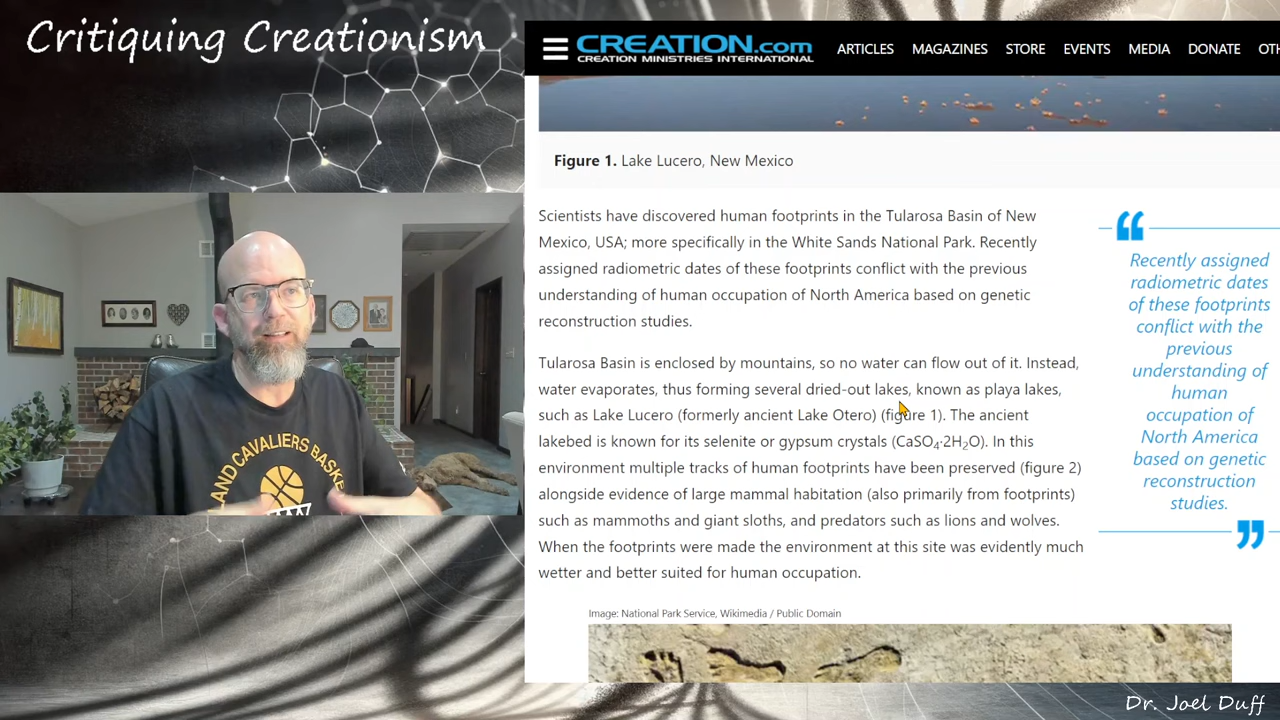 Critiquing Creationism
CREATION.com
CREATION MINISTRIES INTERNATIONAL
ARTICLES
MAGAZINES
STORE
EVENTS
MEDIA
DONATE
Figure 1. Lake Lucero, New Mexico
Scientists have discovered human footprints in the Tularosa Basin of New
Mexico, USA; more specifically in the White Sands National Park. Recently
assigned radiometric dates of these footprints conflict with the previous
understanding of human occupation of North America based on genetic
reconstruction studies.
Tularosa Basin is enclosed by mountains, so no water can flow out of it. Instead,
water evaporates, thus forming several dried-out lakes, known as playa lakes,
such as Lake Lucero (formerly ancient Lake Otero) (figure 1). The ancient
lakebed is known for its selenite or gypsum crystals (CaSO₄·2H₂O). In this
environment multiple tracks of human footprints have been preserved (figure 2)
alongside evidence of large mammal habitation (also primarily from footprints)
such as mammoths and giant sloths, and predators such as lions and wolves.
When the footprints were made the environment at this site was evidently much
wetter and better suited for human occupation.
“
Recently assigned
radiometric dates
of these footprints
conflict with the
previous
understanding of
human
occupation of
North America
based on genetic
reconstruction
studies.
”
Image: National Park Service, Wikimedia / Public Domain
AND CAVALIERS BASKE
Dr. Joel Duff